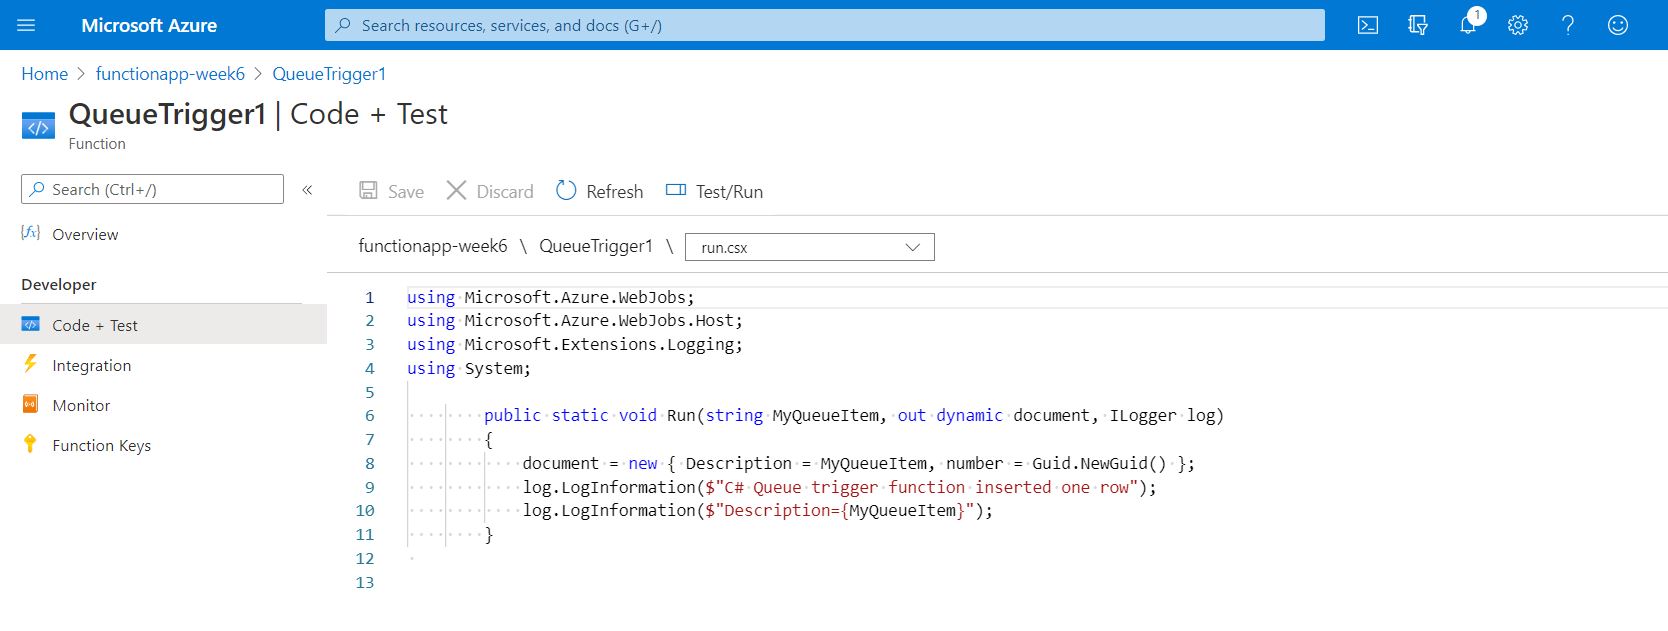 Microsoft Azure
Search resources, services, and docs (G+/)
1
Home > functionapp-week6 > QueueTrigger1
QueueTrigger1 | Code + Test
Function
Search (Ctrl+/)
«
Save Discard Refresh Test/Run
Overview
functionapp-week6 \ QueueTrigger1 \ run.csx
Developer
Code + Test
Integration
Monitor
Function Keys
1 using Microsoft.Azure.WebJobs;
2 using Microsoft.Azure.WebJobs.Host;
3 using Microsoft.Extensions.Logging;
4 using System;
5
6 public static void Run(string MyQueueItem, out dynamic document, ILogger log)
7 {
8 document = new { Description = MyQueueItem, number = Guid.NewGuid() };
9 log.LogInformation($"C# Queue trigger function inserted one row");
10 log.LogInformation($"Description={MyQueueItem}");
11 }
12
13